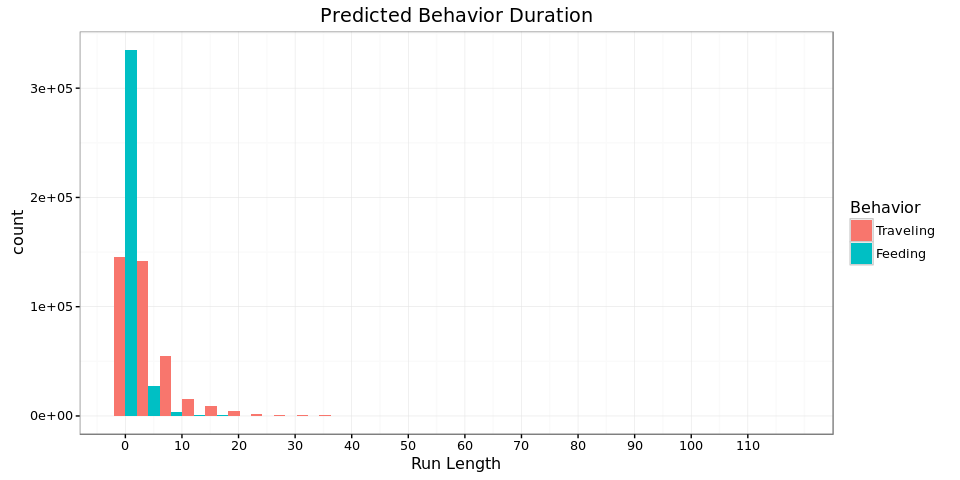 Predicted Behavior Duration
3e+05
2e+05
1e+05
0e+00
count
0 10 20 30 40 50 60 70 80 90 100 110
Run Length
Behavior
Traveling
Feeding